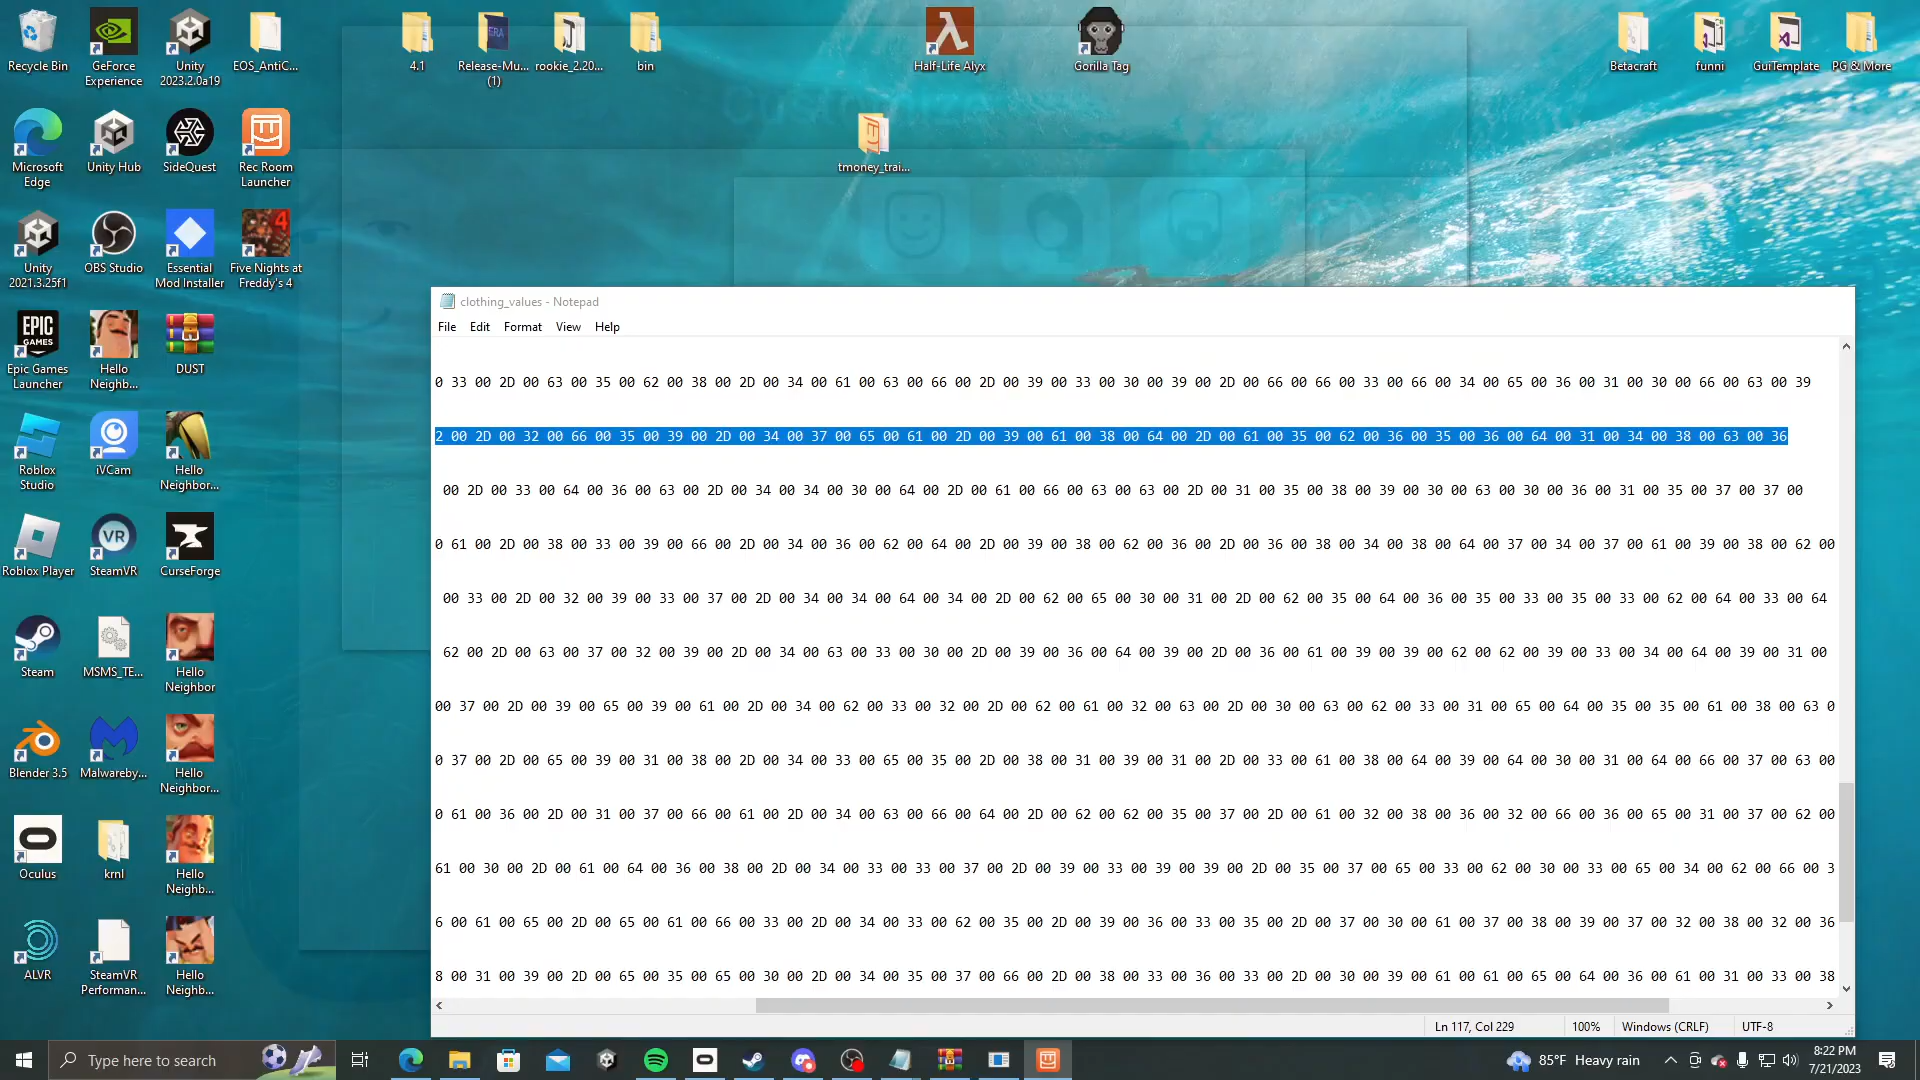 4.1
Release-Mu...
(1)
rookie_2.20...
bin
Half-Life Alyx
Gorilla Tag
Betacraft
funni
GuiTemplate
PG & More
Recycle Bin
GeForce
Experience
Unity
2023.2.0a19
EOS_AntiC...
tmoney_trai...
Microsoft
Edge
Unity Hub
SideQuest
Rec Room
Launcher
Unity
2021.3.25f1
OBS Studio
Essential
Mod Installer
Five Nights at
Freddy's 4
EPIC
GAMES
Epic Games
Launcher
Hello
Neighb...
DUST
Roblox
Studio
iVCam
Hello
Neighbor...
Roblox Player
VR
SteamVR
CurseForge
Steam
MSMS_TE...
Hello
Neighbor
Blender 3.5
Malwareby...
Hello
Neighbor...
Oculus
krnl
Hello
Neighb...
ALVR
SteamVR
Performan...
Hello
Neighb...
Customize
clothing_values - Notepad
File Edit Format View Help
0 33 00 2D 00 63 00 35 00 62 00 38 00 2D 00 34 00 61 00 63 00 66 00 2D 00 39 00 33 00 30 00 39 00 2D 00 66 00 66 00 33 00 66 00 34 00 65 00 36 00 31 00 30 00 66 00 63 00 39
2 00 2D 00 32 00 66 00 35 00 39 00 2D 00 34 00 37 00 65 00 61 00 2D 00 39 00 61 00 38 00 64 00 2D 00 61 00 35 00 62 00 36 00 35 00 36 00 64 00 31 00 34 00 38 00 63 00 36
00 2D 00 33 00 64 00 36 00 63 00 2D 00 34 00 34 00 30 00 64 00 2D 00 61 00 66 00 63 00 63 00 2D 00 31 00 35 00 38 00 39 00 30 00 63 00 30 00 36 00 31 00 35 00 37 00 37 00
0 61 00 2D 00 38 00 33 00 39 00 66 00 2D 00 34 00 36 00 62 00 64 00 2D 00 39 00 38 00 62 00 36 00 2D 00 36 00 38 00 34 00 38 00 64 00 37 00 34 00 37 00 61 00 39 00 38 00 62 00
00 33 00 2D 00 32 00 39 00 33 00 37 00 2D 00 34 00 34 00 64 00 34 00 2D 00 62 00 65 00 30 00 31 00 2D 00 62 00 35 00 64 00 36 00 35 00 33 00 35 00 33 00 62 00 64 00 33 00 64
62 00 2D 00 63 00 37 00 32 00 39 00 2D 00 34 00 63 00 33 00 30 00 2D 00 39 00 36 00 64 00 39 00 2D 00 36 00 61 00 39 00 39 00 62 00 62 00 39 00 33 00 34 00 64 00 39 00 31 00
00 37 00 2D 00 39 00 65 00 39 00 61 00 2D 00 34 00 62 00 33 00 32 00 2D 00 62 00 61 00 32 00 63 00 2D 00 30 00 63 00 62 00 33 00 31 00 65 00 64 00 35 00 35 00 61 00 38 00 63 0
0 37 00 2D 00 65 00 39 00 31 00 38 00 2D 00 34 00 33 00 65 00 35 00 2D 00 38 00 31 00 39 00 31 00 2D 00 33 00 61 00 38 00 64 00 39 00 64 00 30 00 31 00 64 00 66 00 37 00 63 00
0 61 00 36 00 2D 00 31 00 37 00 66 00 61 00 2D 00 34 00 63 00 66 00 64 00 2D 00 62 00 62 00 35 00 37 00 2D 00 61 00 32 00 38 00 36 00 32 00 66 00 36 00 65 00 31 00 37 00 62 00
61 00 30 00 2D 00 61 00 64 00 36 00 38 00 2D 00 34 00 33 00 33 00 37 00 2D 00 39 00 33 00 39 00 39 00 2D 00 35 00 37 00 65 00 33 00 62 00 30 00 33 00 65 00 34 00 62 00 66 00 3
6 00 61 00 65 00 2D 00 65 00 61 00 66 00 33 00 2D 00 34 00 33 00 62 00 35 00 2D 00 39 00 36 00 33 00 35 00 2D 00 37 00 30 00 61 00 37 00 38 00 39 00 37 00 32 00 38 00 32 00 36
8 00 31 00 39 00 2D 00 65 00 35 00 65 00 30 00 2D 00 34 00 35 00 37 00 66 00 2D 00 38 00 33 00 36 00 33 00 2D 00 30 00 39 00 61 00 61 00 65 00 64 00 36 00 61 00 31 00 33 00 38
Ln 117, Col 229
100%
Windows (CRLF)
UTF-8
Type here to search
85°F Heavy rain
8:22 PM
7/21/2023